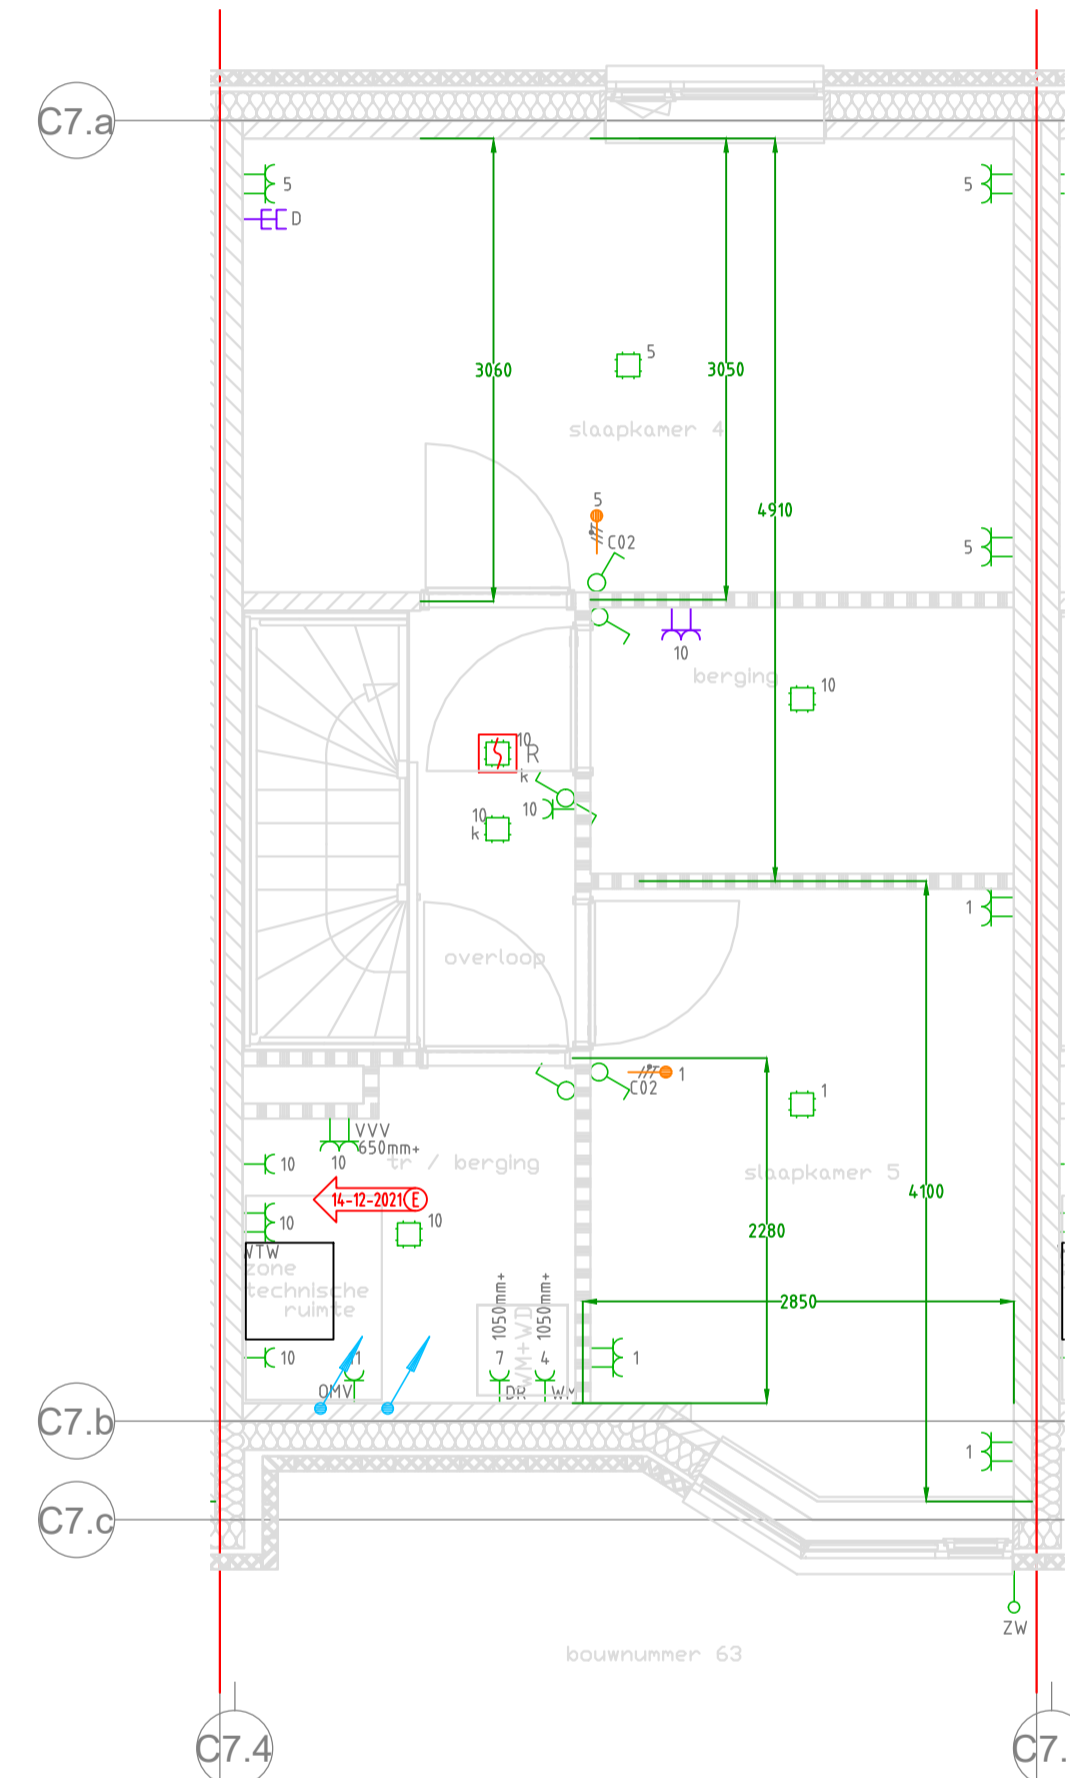 C7.a
5
D
5
3060
5
3050
slaapkamer 4
5
4910
C02
5
10
berging
10
10
R
k
10
k
10
1
overloop
1
C02
1
VVV
650mm+
10
10
tr / berging
slaapkamer 5
4100
14-12-2021 E
10
10
2280
WTW
zone
technische
ruimte
2850
1050mm+
1050mm+
WM+WD
10
11
7
4
1
OMV
DR
WM
C7.b
1
C7.c
ZW
bouwnummer 63
C7.4
C7.